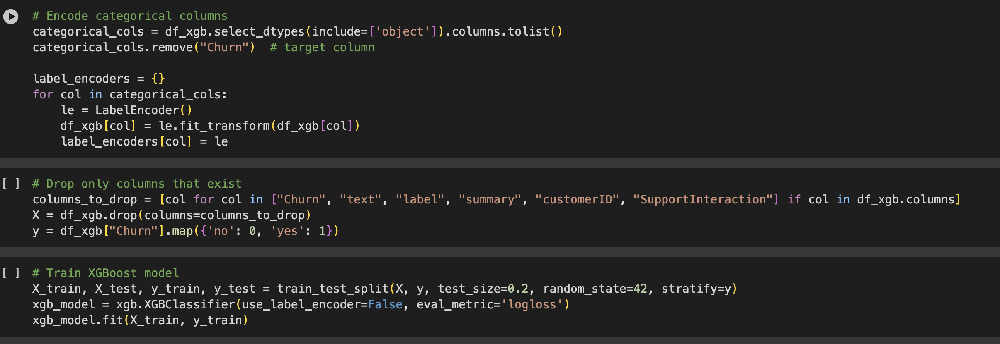 # Encode categorical columns
categorical_cols = df_xgb.select_dtypes(include=['object']).columns.tolist()
categorical_cols.remove("Churn")  # target column

label_encoders = {}
for col in categorical_cols:
    le = LabelEncoder()
    df_xgb[col] = le.fit_transform(df_xgb[col])
    label_encoders[col] = le

[ ] # Drop only columns that exist
columns_to_drop = [col for col in ["Churn", "text", "label", "summary", "customerID", "SupportInteraction"] if col in df_xgb.columns]
X = df_xgb.drop(columns=columns_to_drop)
y = df_xgb["Churn"].map({'no': 0, 'yes': 1})

[ ] # Train XGBoost model
X_train, X_test, y_train, y_test = train_test_split(X, y, test_size=0.2, random_state=42, stratify=y)
xgb_model = xgb.XGBClassifier(use_label_encoder=False, eval_metric='logloss')
xgb_model.fit(X_train, y_train)